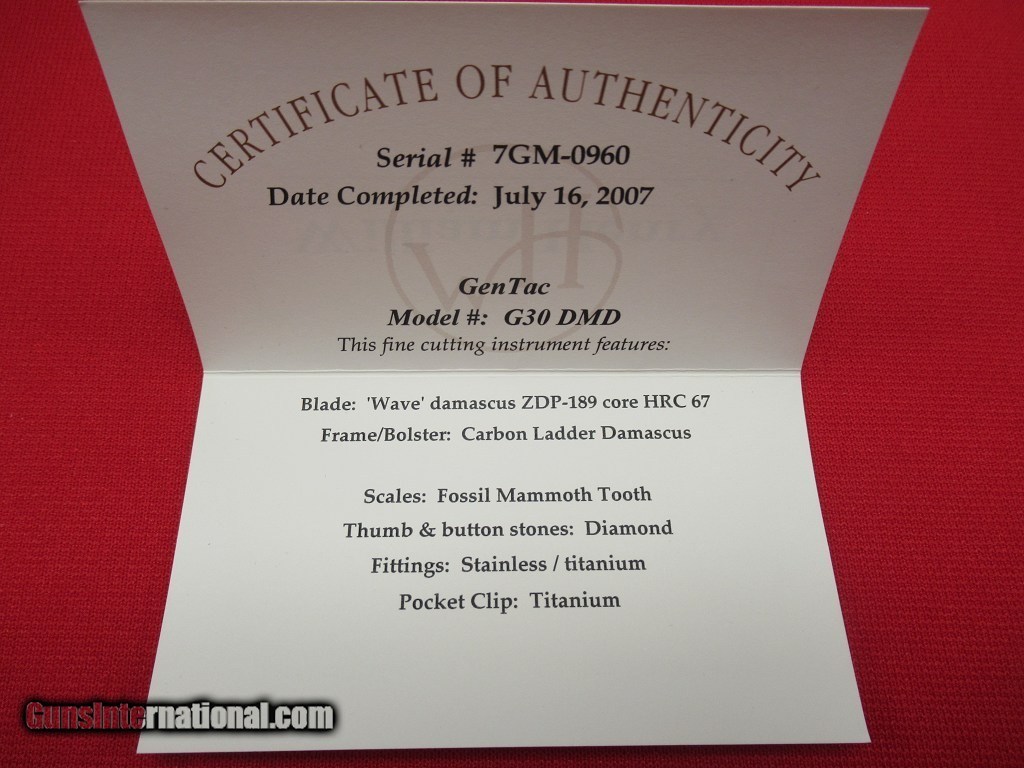 CERTIFICATE OF AUTHENTICITY
Serial # 7GM-0960
Date Completed: July 16, 2007
GenTac
Model #: G30 DMD
This fine cutting instrument features:
Blade: 'Wave' damascus ZDP-189 core HRC 67
Frame/Bolster: Carbon Ladder Damascus
Scales: Fossil Mammoth Tooth
Thumb & button stones: Diamond
Fittings: Stainless / titanium
Pocket Clip: Titanium
GunsInternational.com